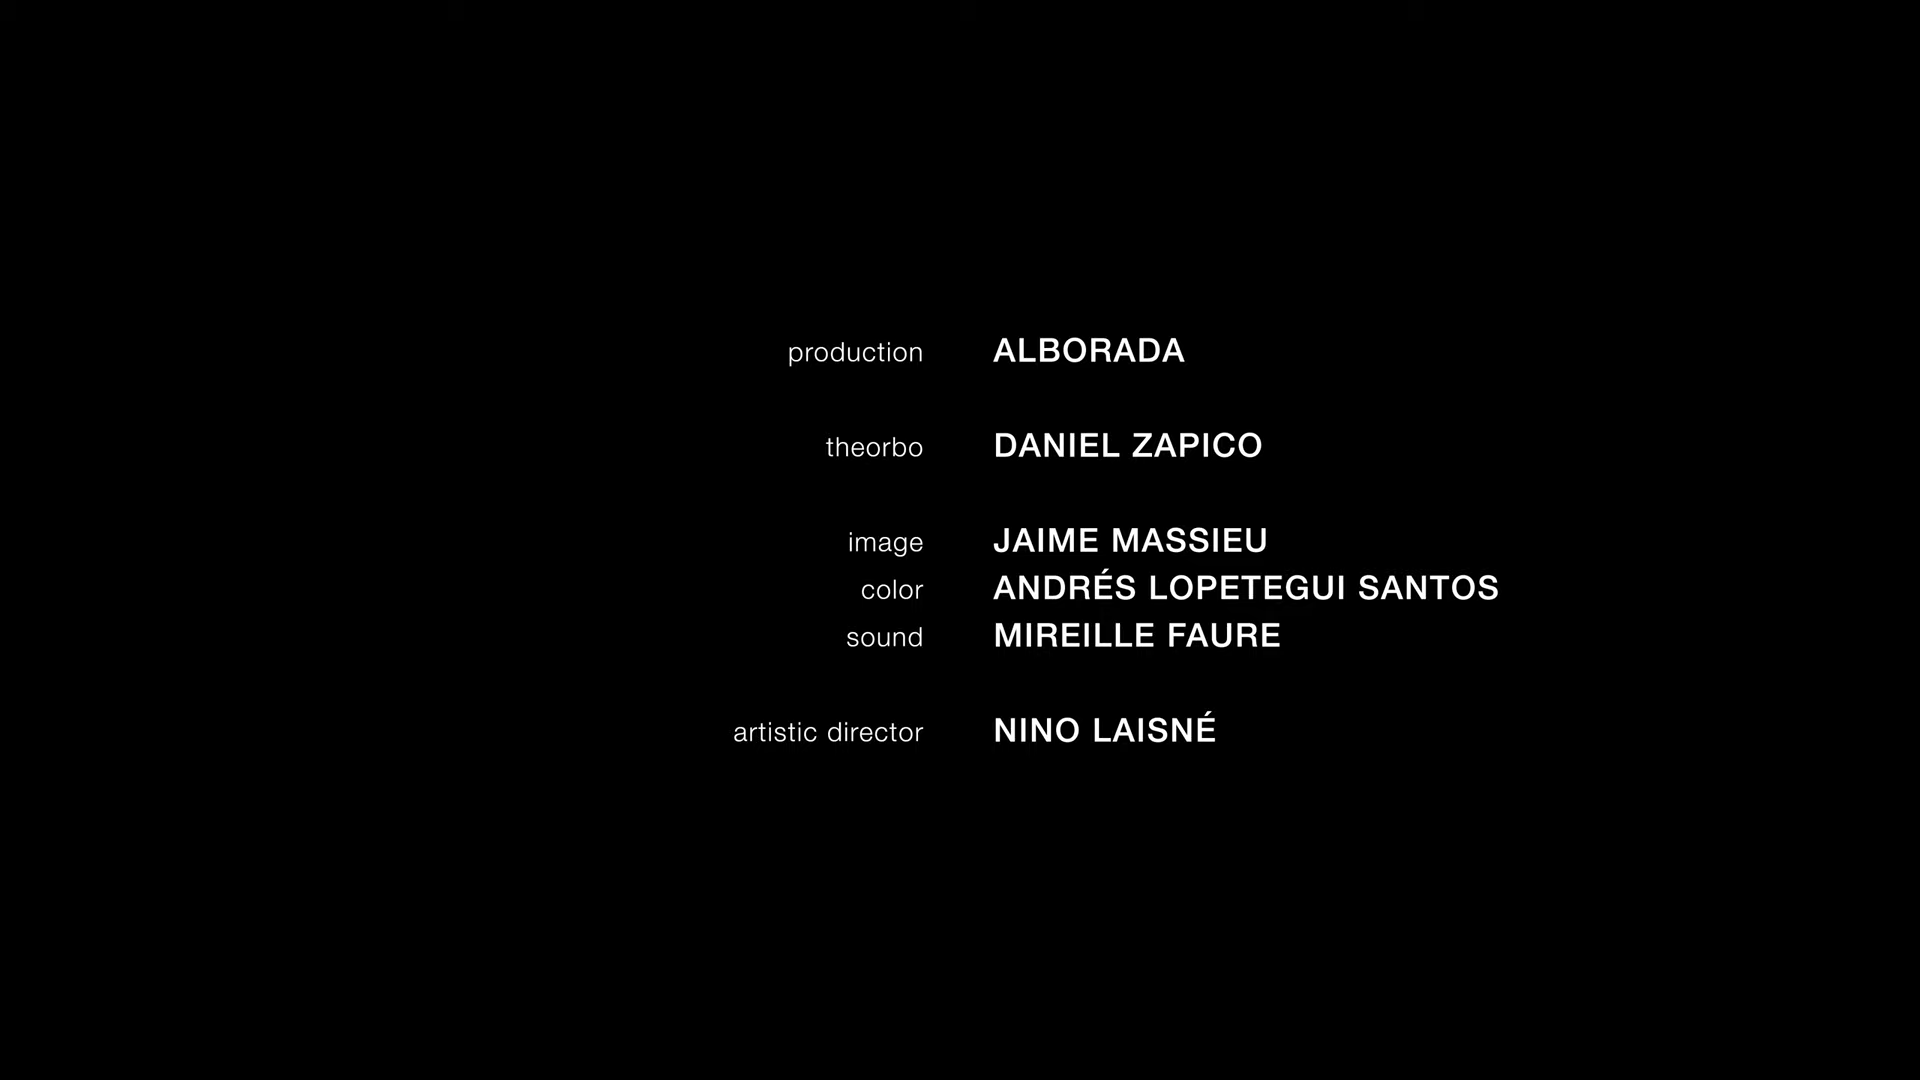 production ALBORADA
theorbo DANIEL ZAPICO
image JAIME MASSIEU
color ANDRÉS LOPETEGUI SANTOS
sound MIREILLE FAURE
artistic director NINO LAISNÉ